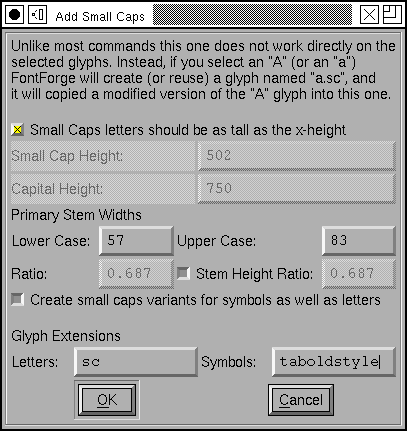 Add Small Caps
Unlike most commands this one does not work directly on the
selected glyphs. Instead, if you select an "A" (or an "a")
FontForge will create (or reuse) a glyph named "a.sc", and
it will copied a modified version of the "A" glyph into this one.
Small Caps letters should be as tall as the x-height
Small Cap Height: 502
Capital Height: 750
Primary Stem Widths
Lower Case: 57 Upper Case: 83
Ratio: 0.687 Stem Height Ratio: 0.687
Create small caps variants for symbols as well as letters
Glyph Extensions
Letters: sc Symbols: taboldstyle
OK Cancel